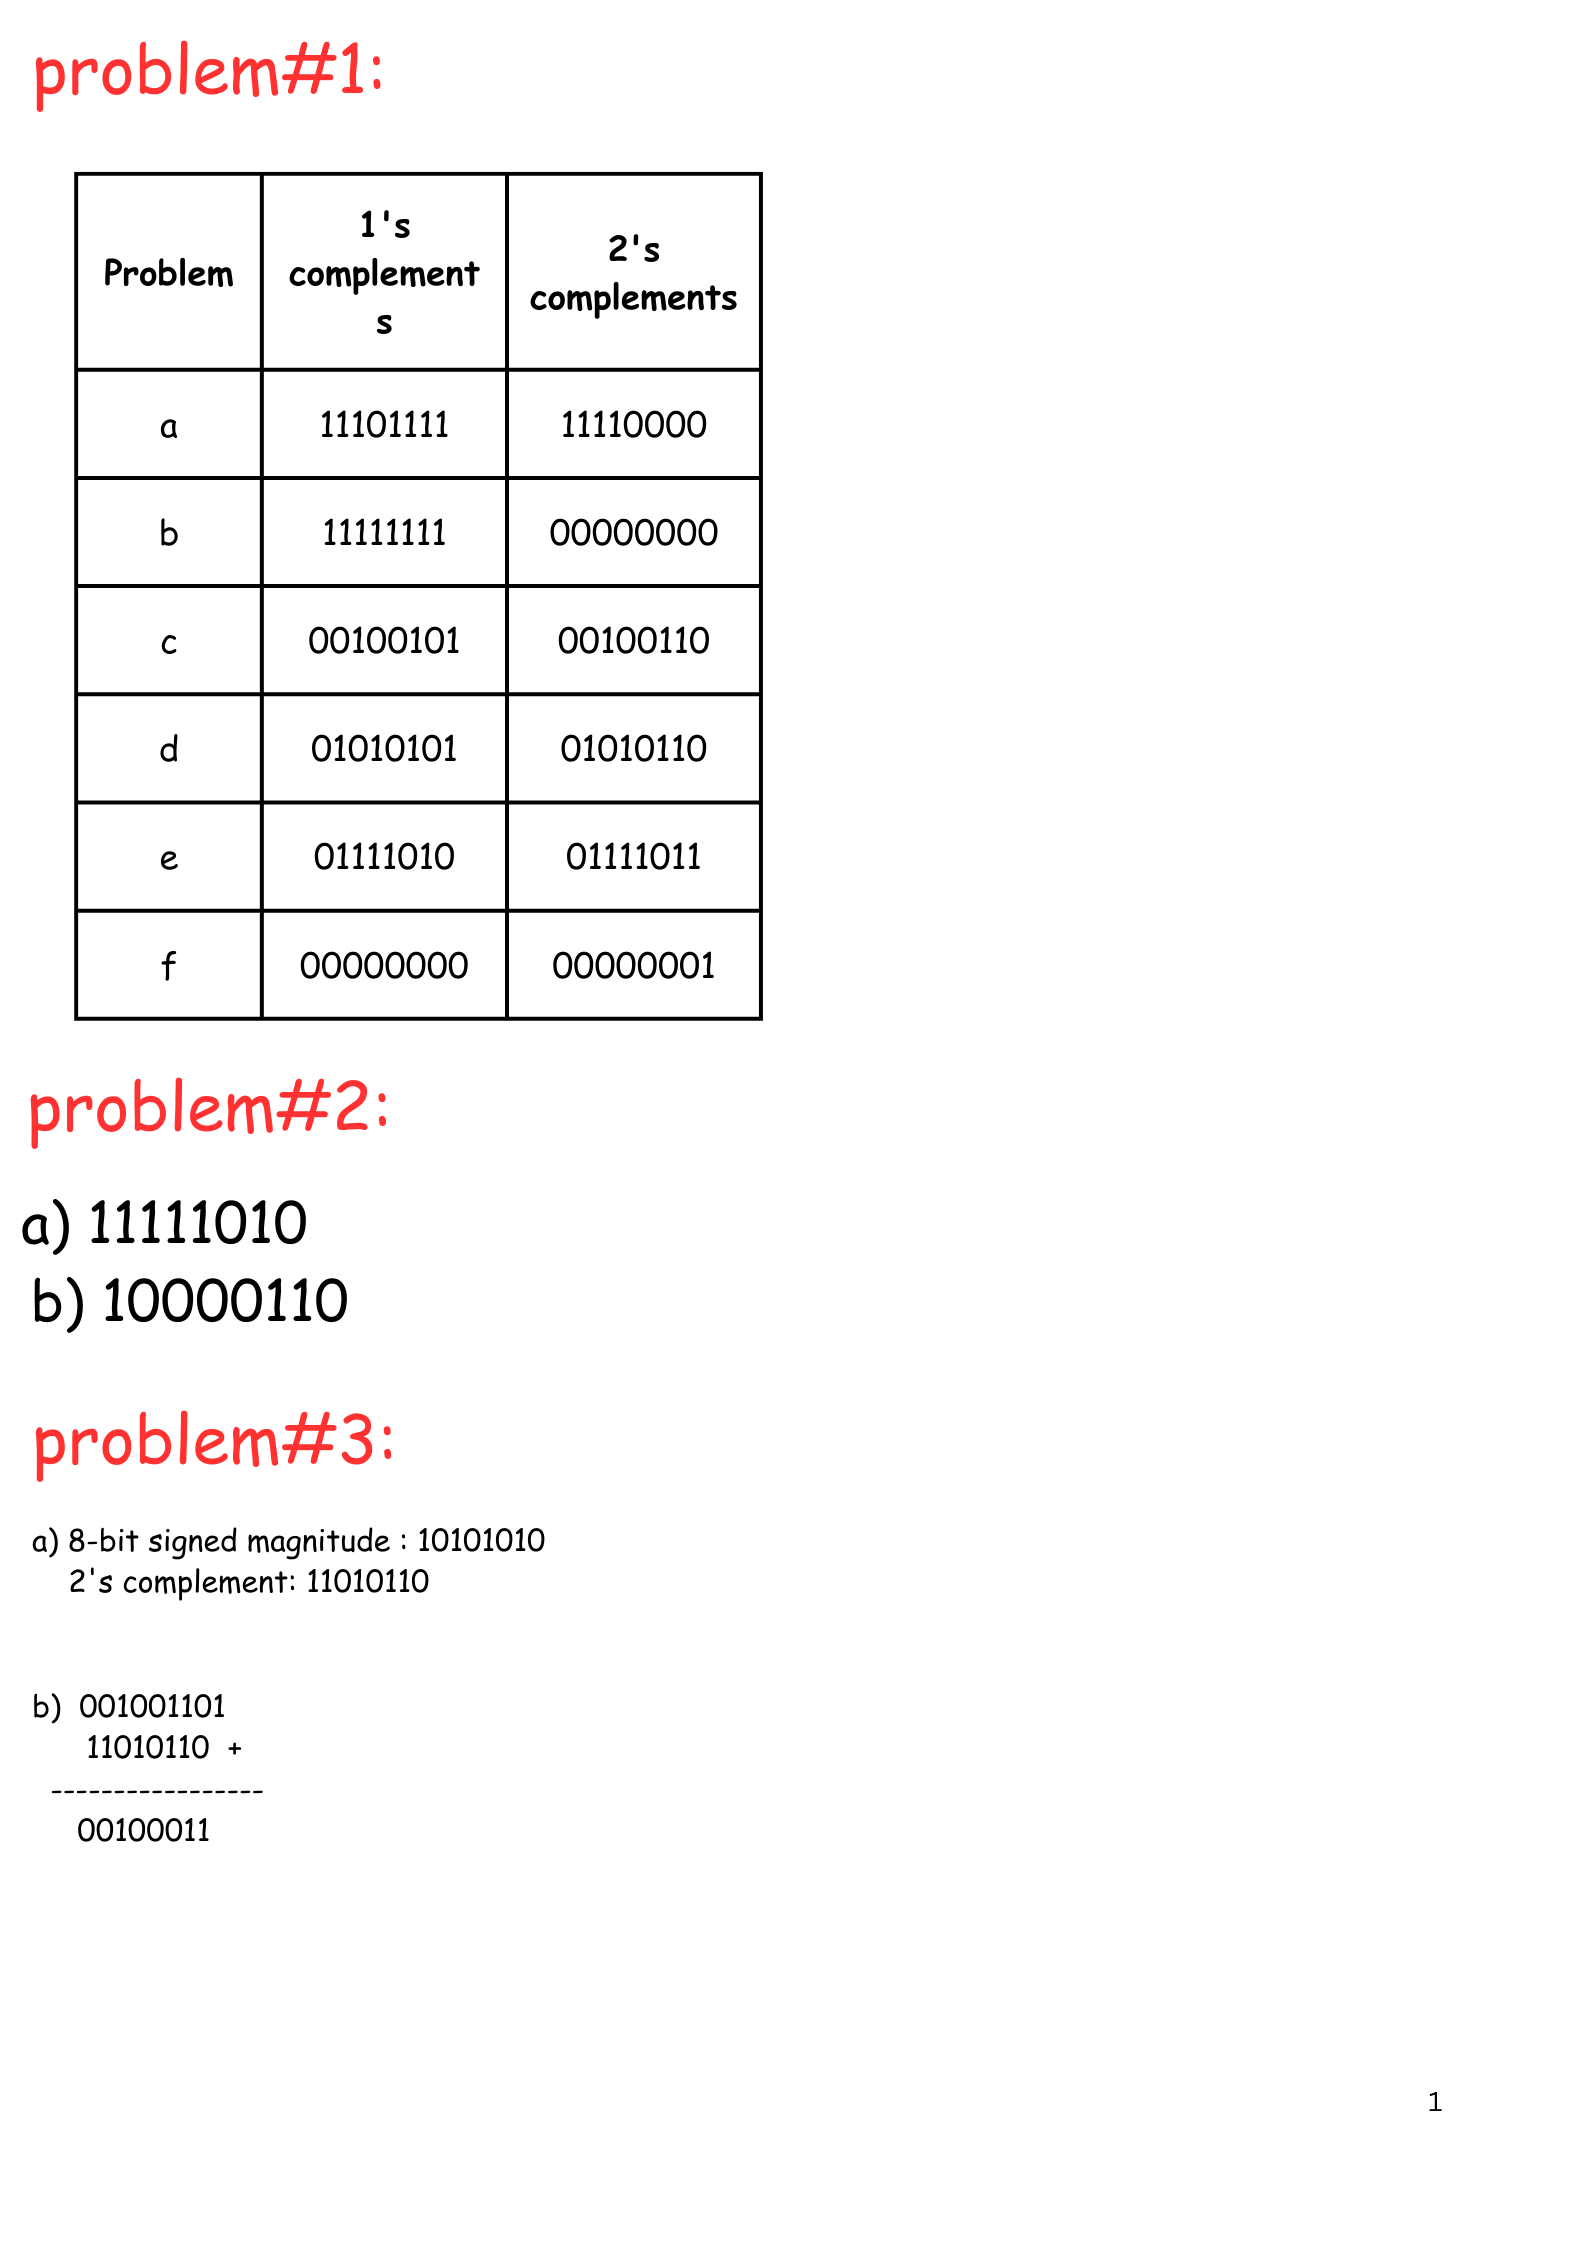 problem#1:
Problem
1's
complement
s
2's
complements
a 11101111 11110000
b 11111111 00000000
c 00100101 00100110
d 01010101 01010110
e 01111010 01111011
f 00000000 00000001
problem#2:
a) 11111010
b) 10000110
problem#3:
a) 8-bit signed magnitude : 10101010
2's complement: 11010110
b) 001001101
11010110 +
-----------------
00100011
1